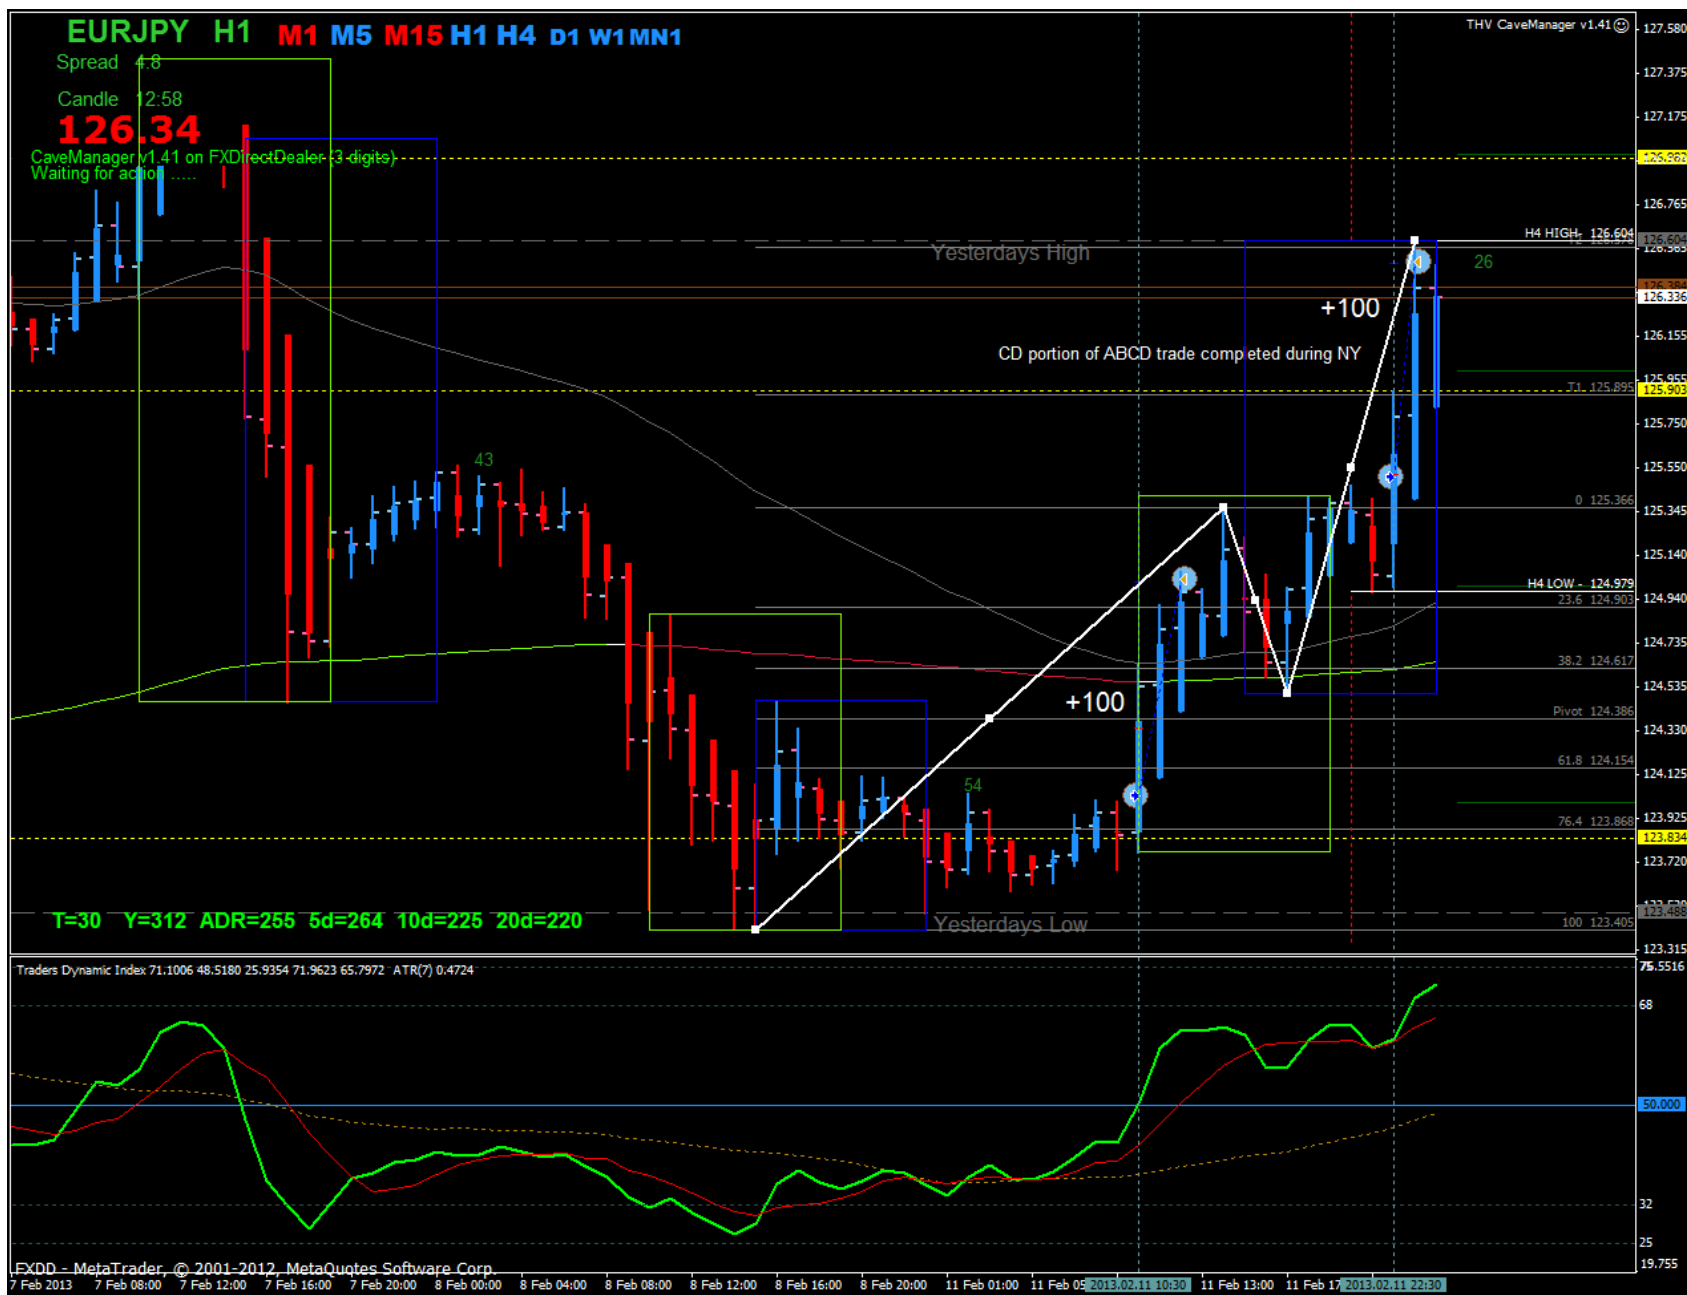 EURJPY H1 M1 M5 M15 H1 H4 D1 W1 MN1
THV CaveManager v1.41
Spread 4.8
Candle 12:58
126.34
CaveManager v1.41 on FXDirectDealer (3 digits)
Waiting for action .....
127.580
127.375
127.175
126.765
H4 HIGH- 126.604
126.604
Yesterdays High
26
126.384
126.336
+100
126.155
CD portion of ABCD trade completed during NY
125.955
T1 125.895
125.903
125.750
43
125.550
0 125.366
125.345
125.140
H4 LOW - 124.979
124.940
23.6 124.903
124.735
38.2 124.617
124.535
+100
Pivot 124.386
124.330
61.8 124.154
124.125
54
76.4 123.868
123.925
123.834
123.720
T=30 Y=312 ADR=255 5d=264 10d=225 20d=220
Yesterdays Low
123.488
100 123.405
123.315
Traders Dynamic Index 71.1006 48.5180 25.9354 71.9623 65.7972 ATR(7) 0.4724
75.5516
68
50.000
32
25
19.755
FXDD - MetaTrader, © 2001-2012, MetaQuotes Software Corp.
7 Feb 2013 7 Feb 08:00 7 Feb 12:00 7 Feb 16:00 7 Feb 20:00 8 Feb 00:00 8 Feb 04:00 8 Feb 08:00 8 Feb 12:00 8 Feb 16:00 8 Feb 20:00 11 Feb 01:00 11 Feb 05 2013.02.11 10:30 11 Feb 13:00 11 Feb 17 2013.02.11 22:30